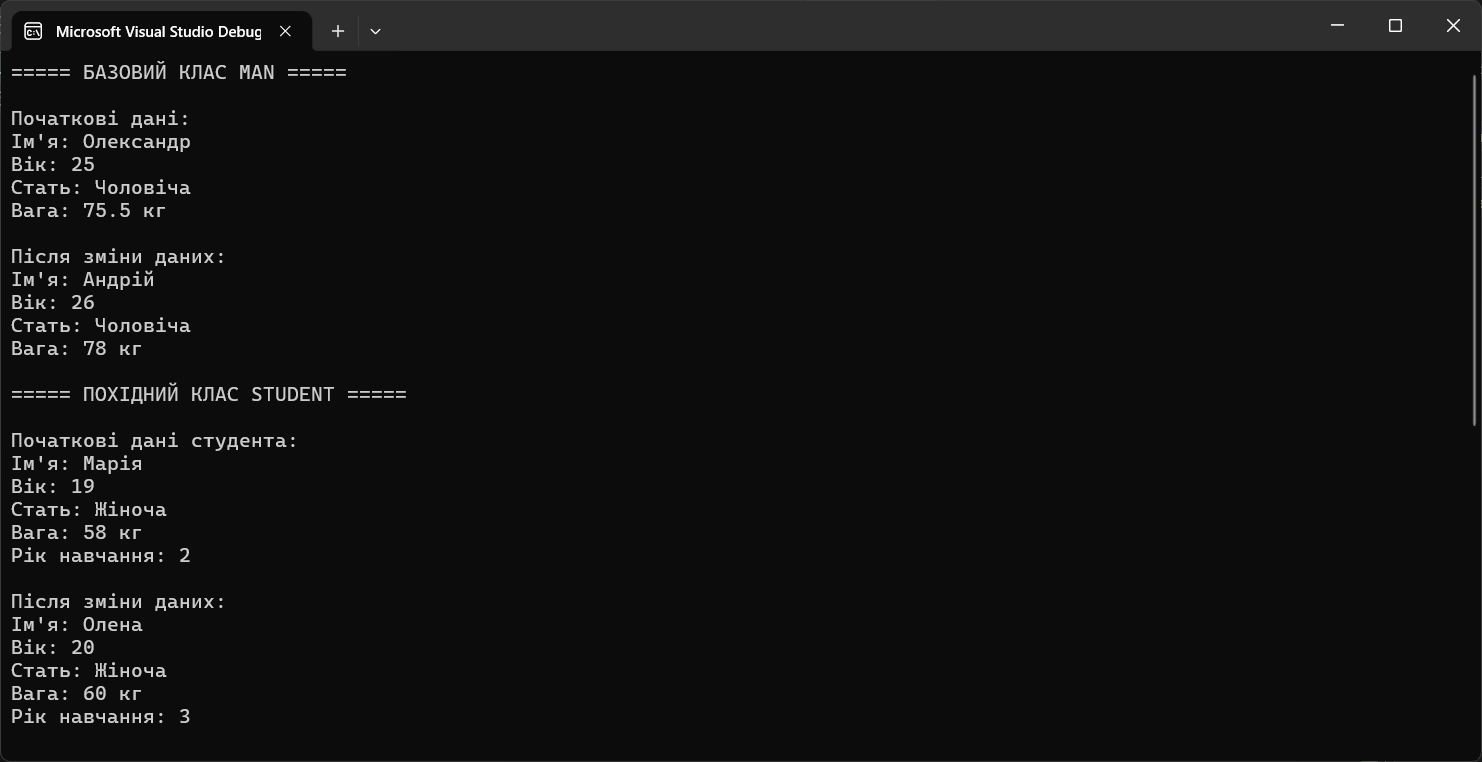 Microsoft Visual Studio Debug
===== БАЗОВИЙ КЛАС MAN =====
Початкові дані:
Ім'я: Олександр
Вік: 25
Стать: Чоловіча
Вага: 75.5 кг
Після зміни даних:
Ім'я: Андрій
Вік: 26
Стать: Чоловіча
Вага: 78 кг
===== ПОХІДНИЙ КЛАС STUDENT =====
Початкові дані студента:
Ім'я: Марія
Вік: 19
Стать: Жіноча
Вага: 58 кг
Рік навчання: 2
Після зміни даних:
Ім'я: Олена
Вік: 20
Стать: Жіноча
Вага: 60 кг
Рік навчання: 3